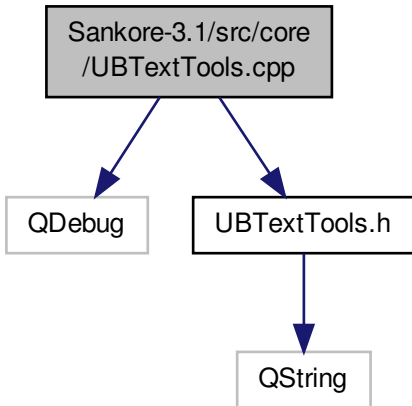 Sankore-3.1/src/core
/UBTextTools.cpp
QDebug
UBTextTools.h
QString